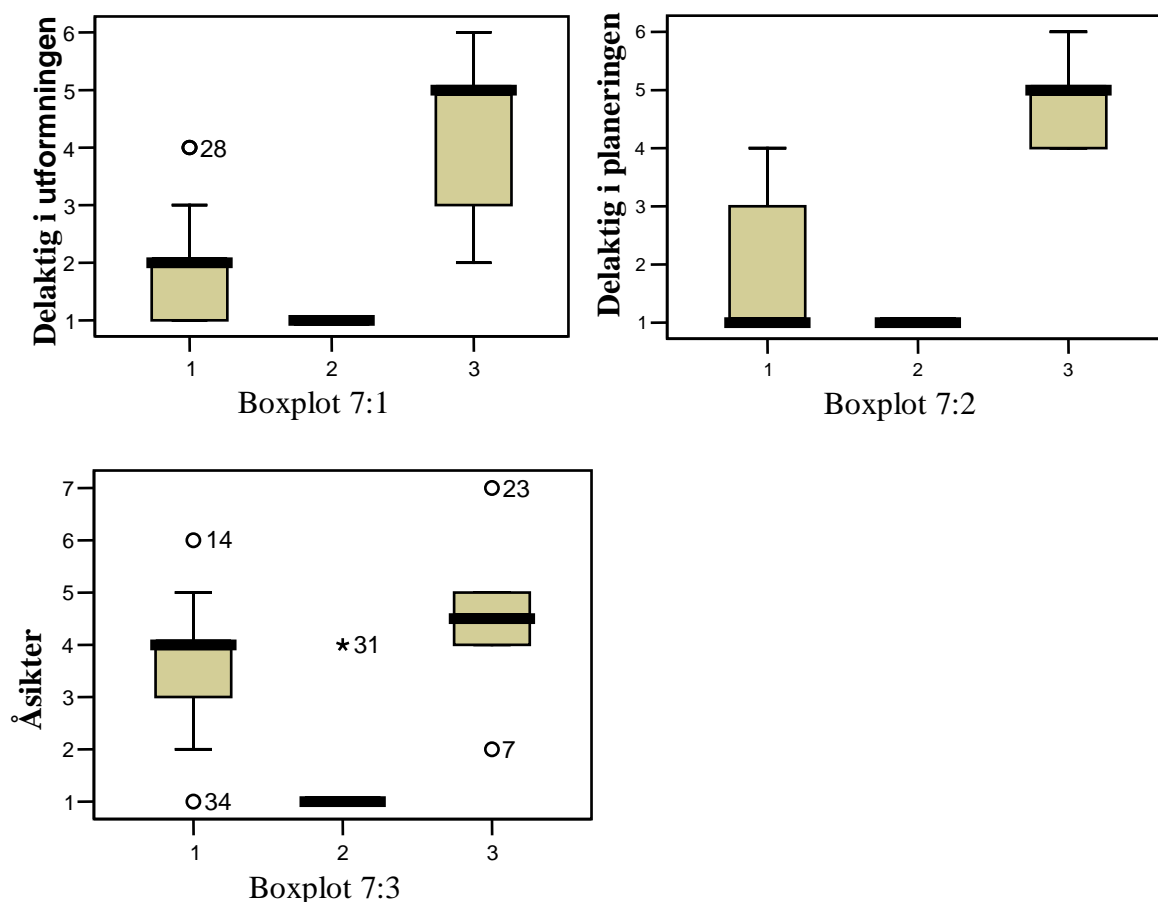 Delaktig i utformningen
6
5
4
3
2
1
28
1 2 3
Boxplot 7:1
Delaktig i planeringen
6
5
4
3
2
1
1 2 3
Boxplot 7:2
Åsikter
7
6
5
4
3
2
1
23
14
31
7
34
1 2 3
Boxplot 7:3